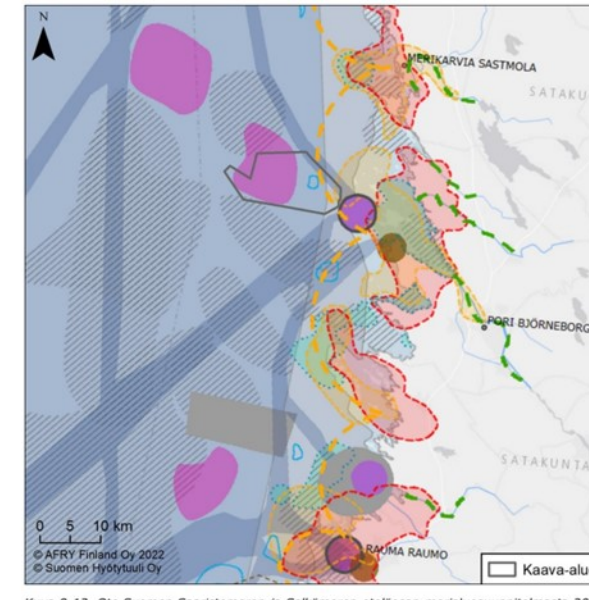 N
MERIKARVIA SASTMOLA
SATAKU
PORI BJÖRNEBORG
SATAKUNTA
0 5 10 km
© AFRY Finland Oy 2022
© Suomen Hyötytuuli Oy
RAUMA RAUMO
Kaava-alu